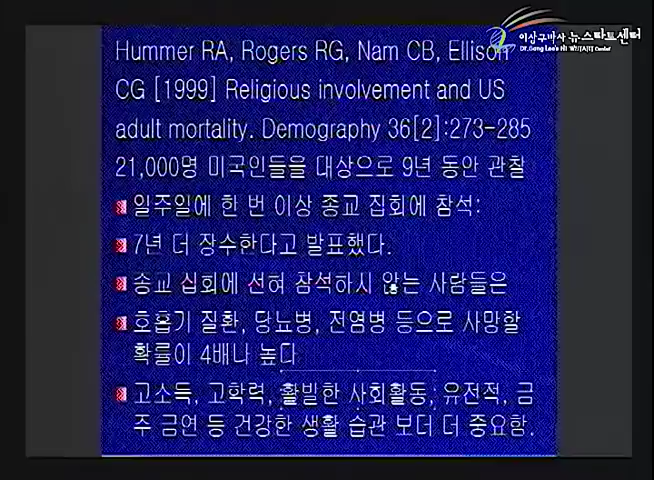 이상구박사 뉴스타트센터
Hummer RA, Rogers RG, Nam CB, Ellison
CG [1999] Religious involvement and US
adult mortality. Demography 36[2]:273-285
21,000명 미국인들을 대상으로 9년 동안 관찰
일주일에 한 번 이상 종교 집회에 참석:
7년 더 장수한다고 발표했다.
종교 집회에 전혀 참석하지 않는 사람들은
호흡기 질환, 당뇨병, 전염병 등으로 사망할
확률이 4배나 높다
고소득, 고학력, 활발한 사회활동, 유전적, 금
주 금연 등 건강한 생활 습관 보더 더 중요함.